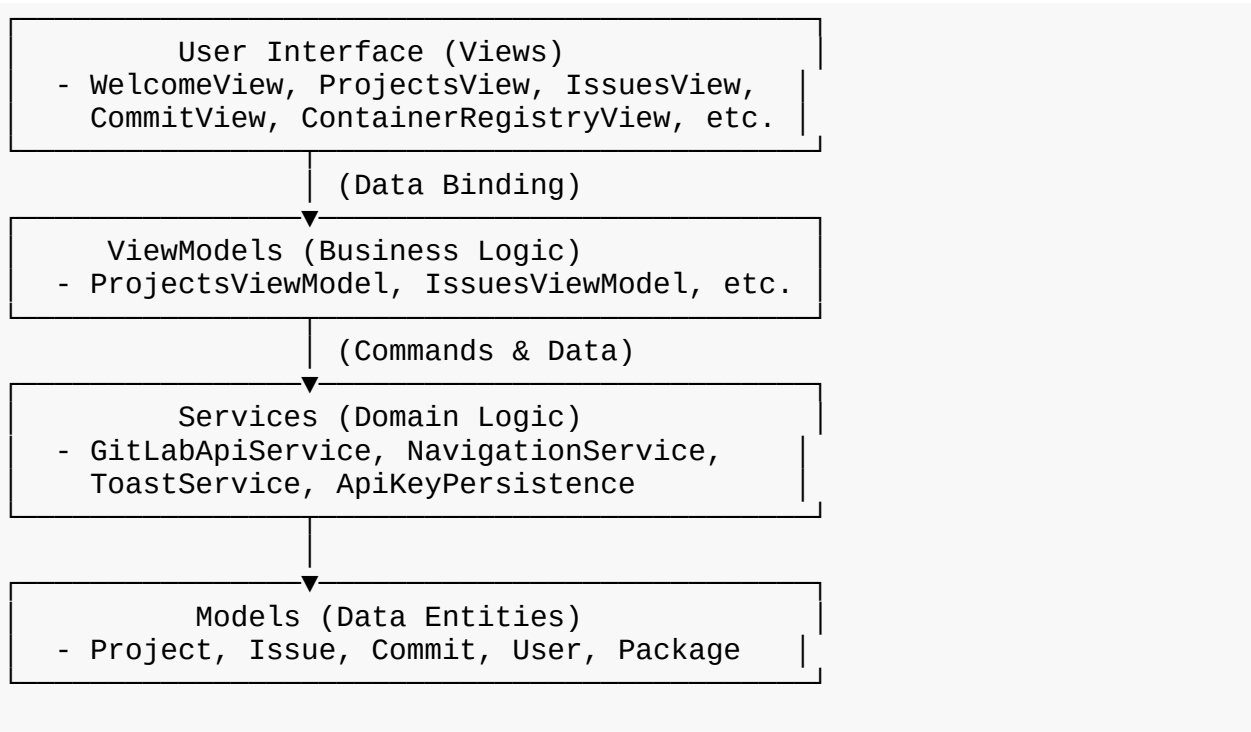 User Interface (Views)
- WelcomeView, ProjectsView, IssuesView,
CommitView, ContainerRegistryView, etc.
(Data Binding)
ViewModels (Business Logic)
- ProjectsViewModel, IssuesViewModel, etc.
(Commands & Data)
Services (Domain Logic)
- GitLabApiService, NavigationService,
ToastService, ApiKeyPersistence
Models (Data Entities)
- Project, Issue, Commit, User, Package